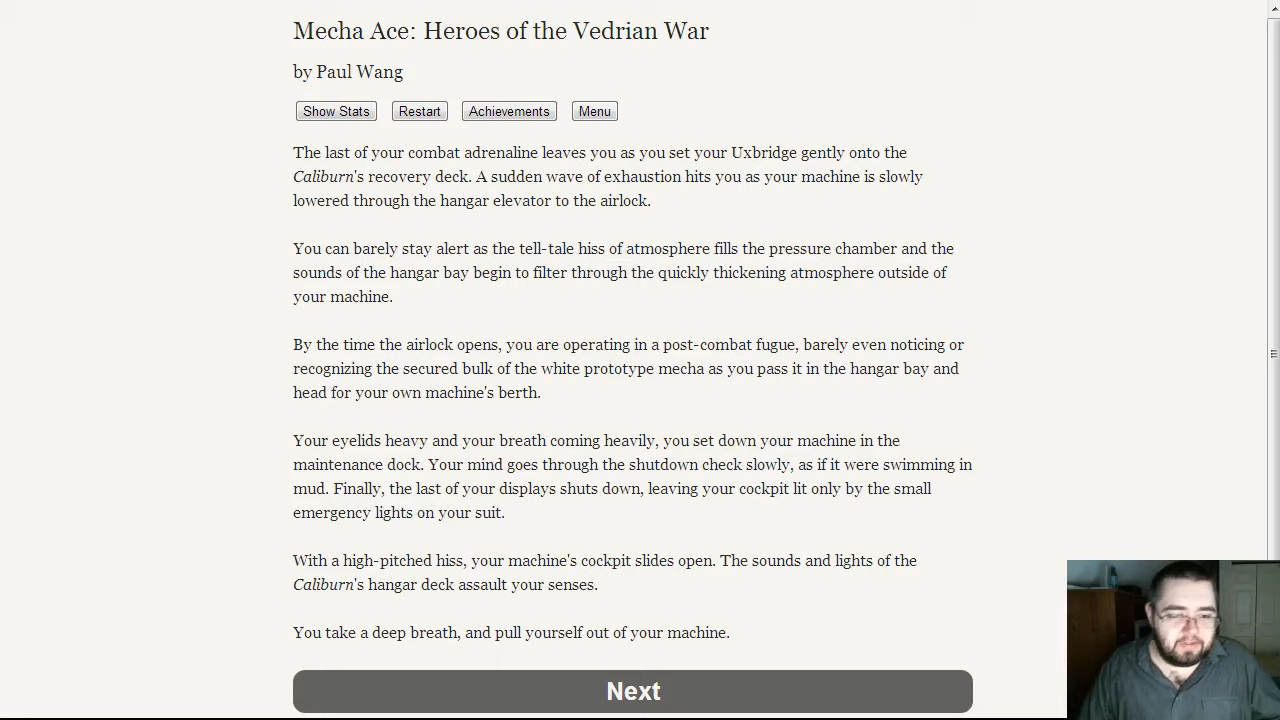 Mecha Ace: Heroes of the Vedrian War
by Paul Wang
Show Stats Restart Achievements Menu
The last of your combat adrenaline leaves you as you set your Uxbridge gently onto the
Caliburn's recovery deck. A sudden wave of exhaustion hits you as your machine is slowly
lowered through the hangar elevator to the airlock.
You can barely stay alert as the tell-tale hiss of atmosphere fills the pressure chamber and the
sounds of the hangar bay begin to filter through the quickly thickening atmosphere outside of
your machine.
By the time the airlock opens, you are operating in a post-combat fugue, barely even noticing or
recognizing the secured bulk of the white prototype mecha as you pass it in the hangar bay and
head for your own machine's berth.
Your eyelids heavy and your breath coming heavily, you set down your machine in the
maintenance dock. Your mind goes through the shutdown check slowly, as if it were swimming in
mud. Finally, the last of your displays shuts down, leaving your cockpit lit only by the small
emergency lights on your suit.
With a high-pitched hiss, your machine's cockpit slides open. The sounds and lights of the
Caliburn's hangar deck assault your senses.
You take a deep breath, and pull yourself out of your machine.
Next